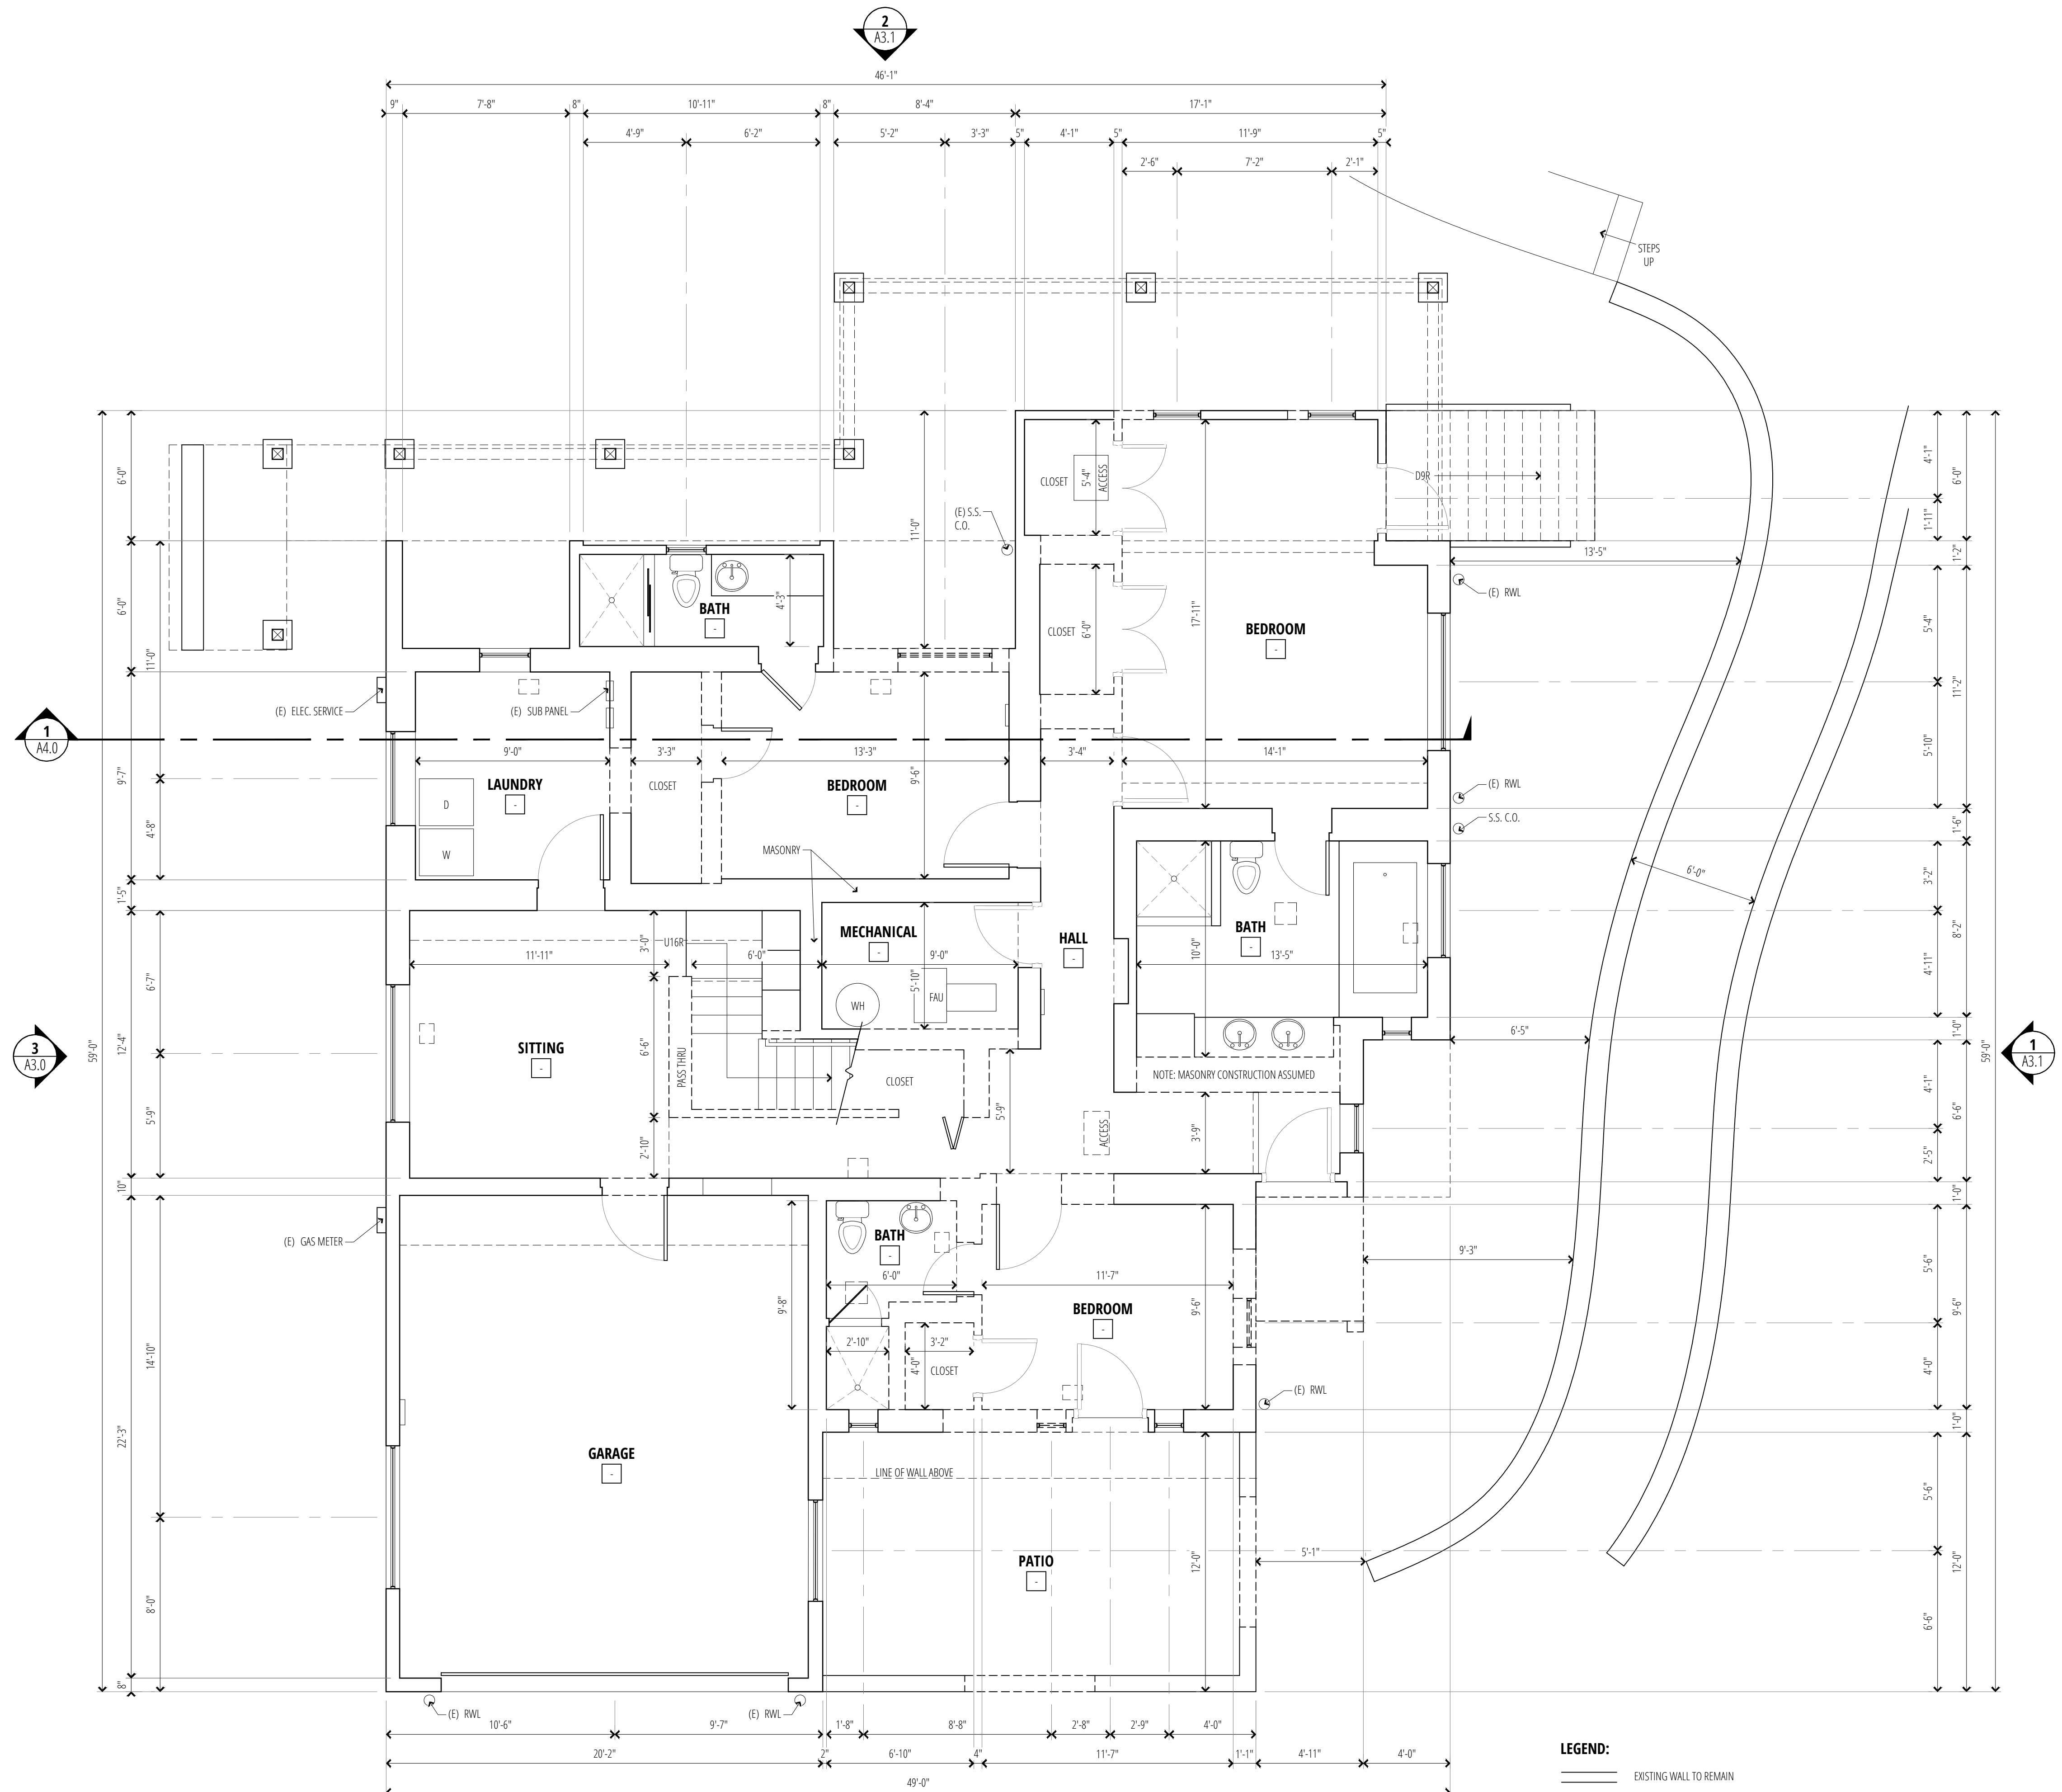 2
A3.1
46'-1"
9"
7'-8"
8"
10'-11"
8"
8'-4"
17'-1"
4'-9"
6'-2"
5'-2"
3'-3"
5"
4'-1"
5"
11'-9"
5"
2'-6"
7'-2"
2'-1"
STEPS
UP
6'-0"
11'-0"
CLOSET
5'-4"
ACCESS
D9R
4'-1"
6'-0"
(E) S.S.
C.O.
1'-11"
13'-5"
1'-2"
6'-0"
BATH
-
4'-3"
(E) RWL
CLOSET
6'-0"
17'-11"
BEDROOM
-
5'-4"
11'-0"
11'-2"
(E) ELEC. SERVICE
(E) SUB PANEL
1
A4.0
9'-7"
9'-0"
3'-3"
13'-3"
3'-4"
14'-1"
5'-10"
LAUNDRY
-
CLOSET
BEDROOM
-
9'-6"
(E) RWL
D
W
4'-8"
S.S. C.O.
1'-6"
MASONRY
6'-0"
3'-2"
1'-5"
U16R
3'-0"
MECHANICAL
-
HALL
-
BATH
-
8'-2"
11'-11"
6'-0"
9'-0"
10'-0"
13'-5"
4'-11"
6'-7"
5'-10"
FAU
WH
59'-0"
12'-4"
3
A3.0
SITTING
-
6'-6"
PASS THRU
CLOSET
NOTE: MASONRY CONSTRUCTION ASSUMED
6'-5"
1'-0"
59'-0"
1
A3.1
4'-1"
6'-6"
5'-9"
5'-9"
2'-10"
ACCESS
3'-9"
2'-5"
10"
1'-0"
(E) GAS METER
BATH
-
9'-3"
6'-0"
11'-7"
5'-6"
9'-8"
BEDROOM
-
9'-6"
9'-6"
14'-10"
2'-10"
3'-2"
4'-0"
CLOSET
4'-0"
(E) RWL
1'-0"
22'-3"
GARAGE
-
LINE OF WALL ABOVE
5'-6"
PATIO
-
12'-0"
5'-1"
12'-0"
8'-0"
6'-6"
8"
(E) RWL
(E) RWL
10'-6"
9'-7"
1'-8"
8'-8"
2'-8"
2'-9"
4'-0"
20'-2"
2"
6'-10"
4"
11'-7"
1'-1"
4'-11"
4'-0"
49'-0"
LEGEND:
EXISTING WALL TO REMAIN